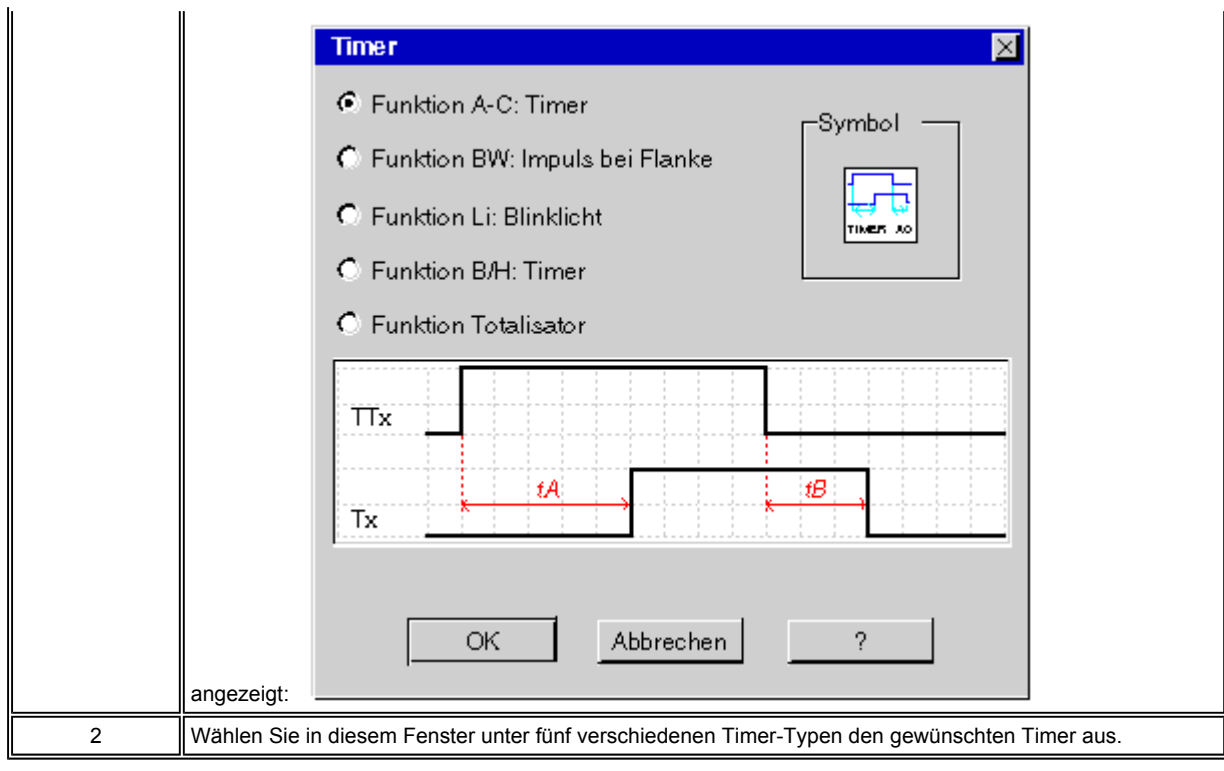 Timer
Funktion A-C: Timer
Funktion BW: Impuls bei Flanke
Funktion Li: Blinklicht
Funktion B/H: Timer
Funktion Totalisator
Symbol
TIMER AC
TTx
tA
tB
Tx
OK
Abbrechen
?
angezeigt:
2
Wählen Sie in diesem Fenster unter fünf verschiedenen Timer-Typen den gewünschten Timer aus.